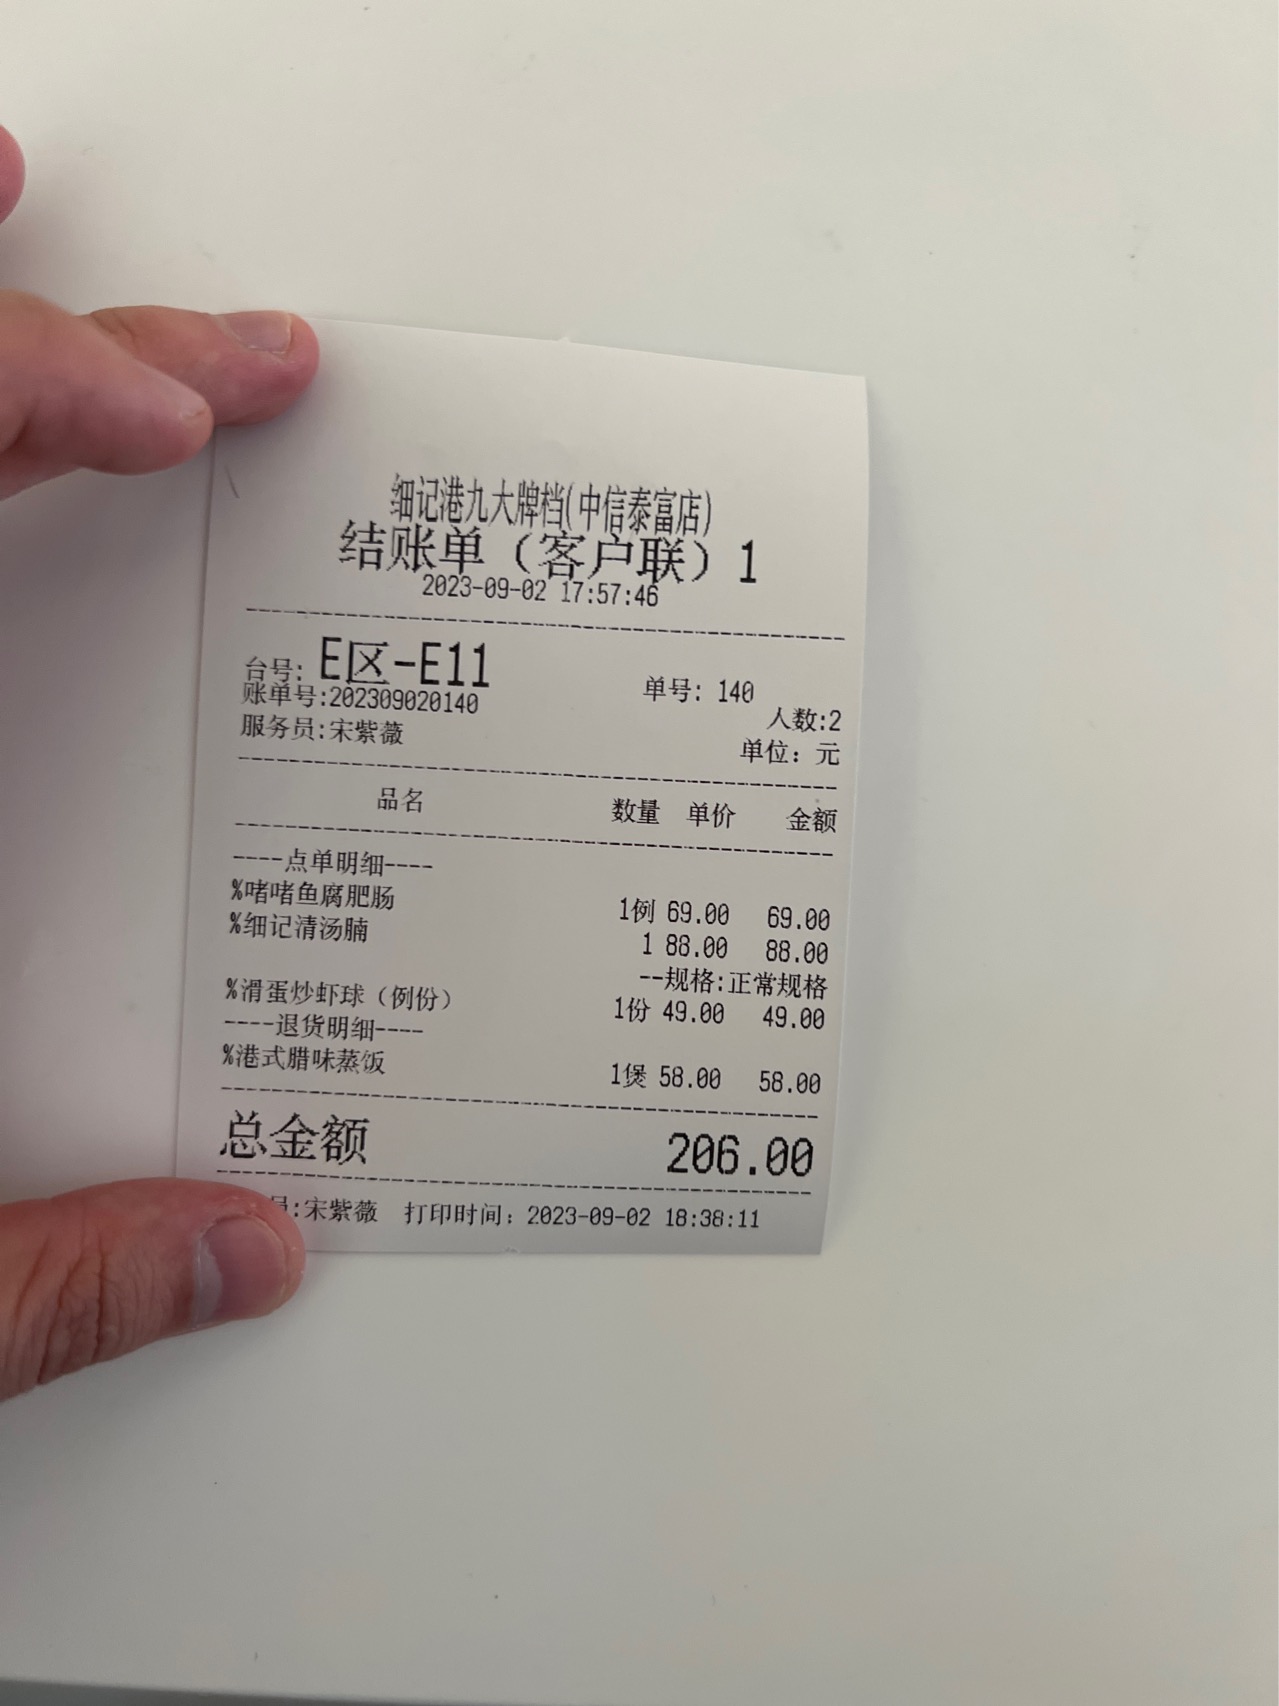 细记港九大牌档(中信泰富店)
结账单（客户联）1
2023-09-02 17:57:46
台号: E区-E11 单号: 140
账单号:202309020140 人数:2
服务员:宋紫薇 单位: 元
品名 数量 单价 金额
----点单明细----
%啫啫鱼腐肥肠 1例 69.00 69.00
%细记清汤腩 1 88.00 88.00
--规格:正常规格
%滑蛋炒虾球（例份） 1份 49.00 49.00
----退货明细----
%港式腊味蒸饭 1煲 58.00 58.00
总金额 206.00
员:宋紫薇 打印时间: 2023-09-02 18:38:11